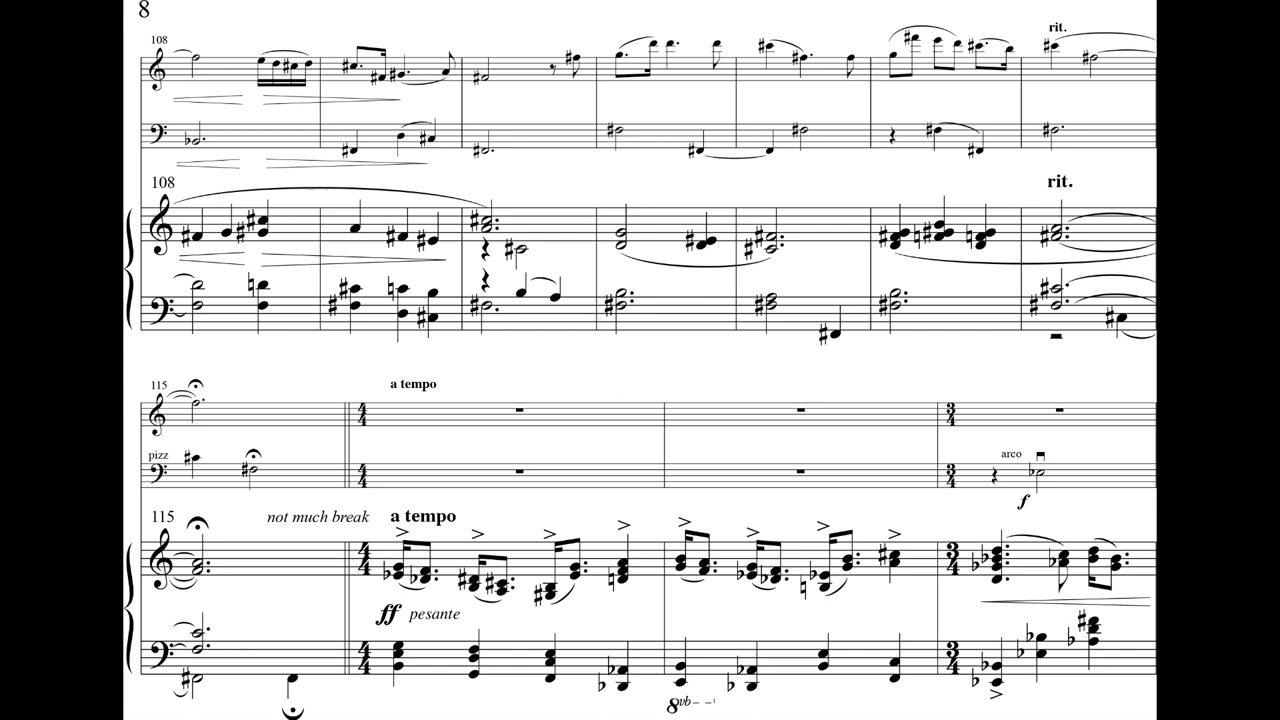 8
108
rit.
108
rit.
115
a tempo
pizz
arco
f
115
not much break
a tempo
ff pesante
8vb